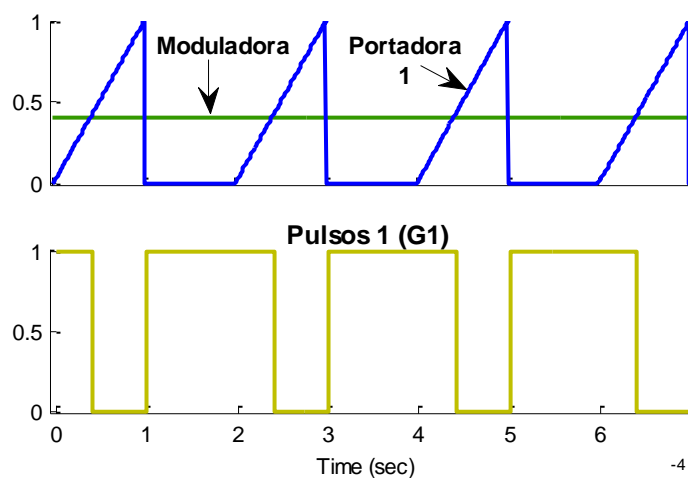 1
Moduladora
Portadora
1
0.5
0
Pulsos 1 (G1)
1
0.5
0
0 1 2 3 4 5 6
Time (sec)
-4